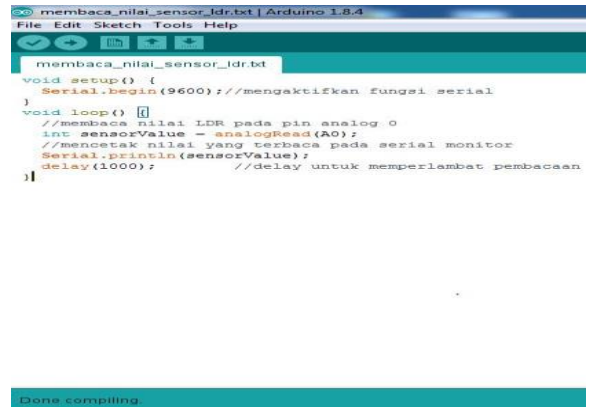 membaca_nilai_sensor_ldr.txt | Arduino 1.8.4
File Edit Sketch Tools Help
membaca_nilai_sensor_ldr.txt
void setup() {
Serial.begin(9600);//mengaktifkan fungsi serial
}
void loop() {
//membaca nilai LDR pada pin analog 0
int sensorValue = analogRead(A0);
//mencetak nilai yang terbaca pada serial monitor
Serial.println(sensorValue);
delay(1000); //delay untuk memperlambat pembacaan
}
Done compiling.